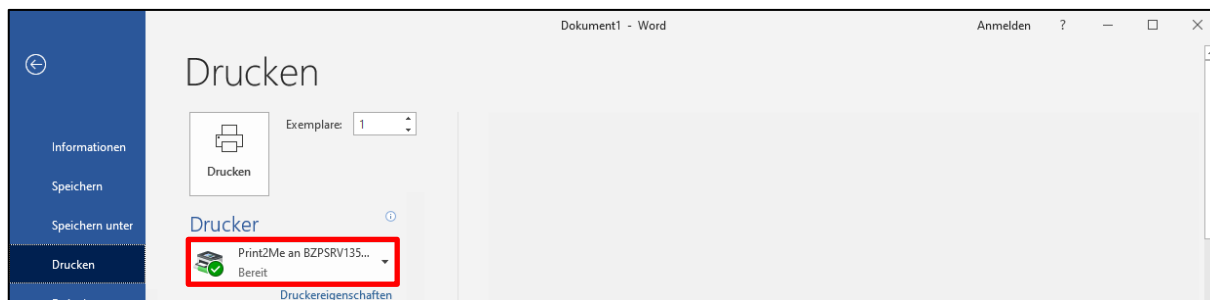 Dokument1 - Word
Anmelden ?
Drucken
Exemplare: 1
Drucken
Informationen
Speichern
Speichern unter
Drucken
Drucker
Print2Me an BZPSRV135...
Bereit
Druckereigenschaften